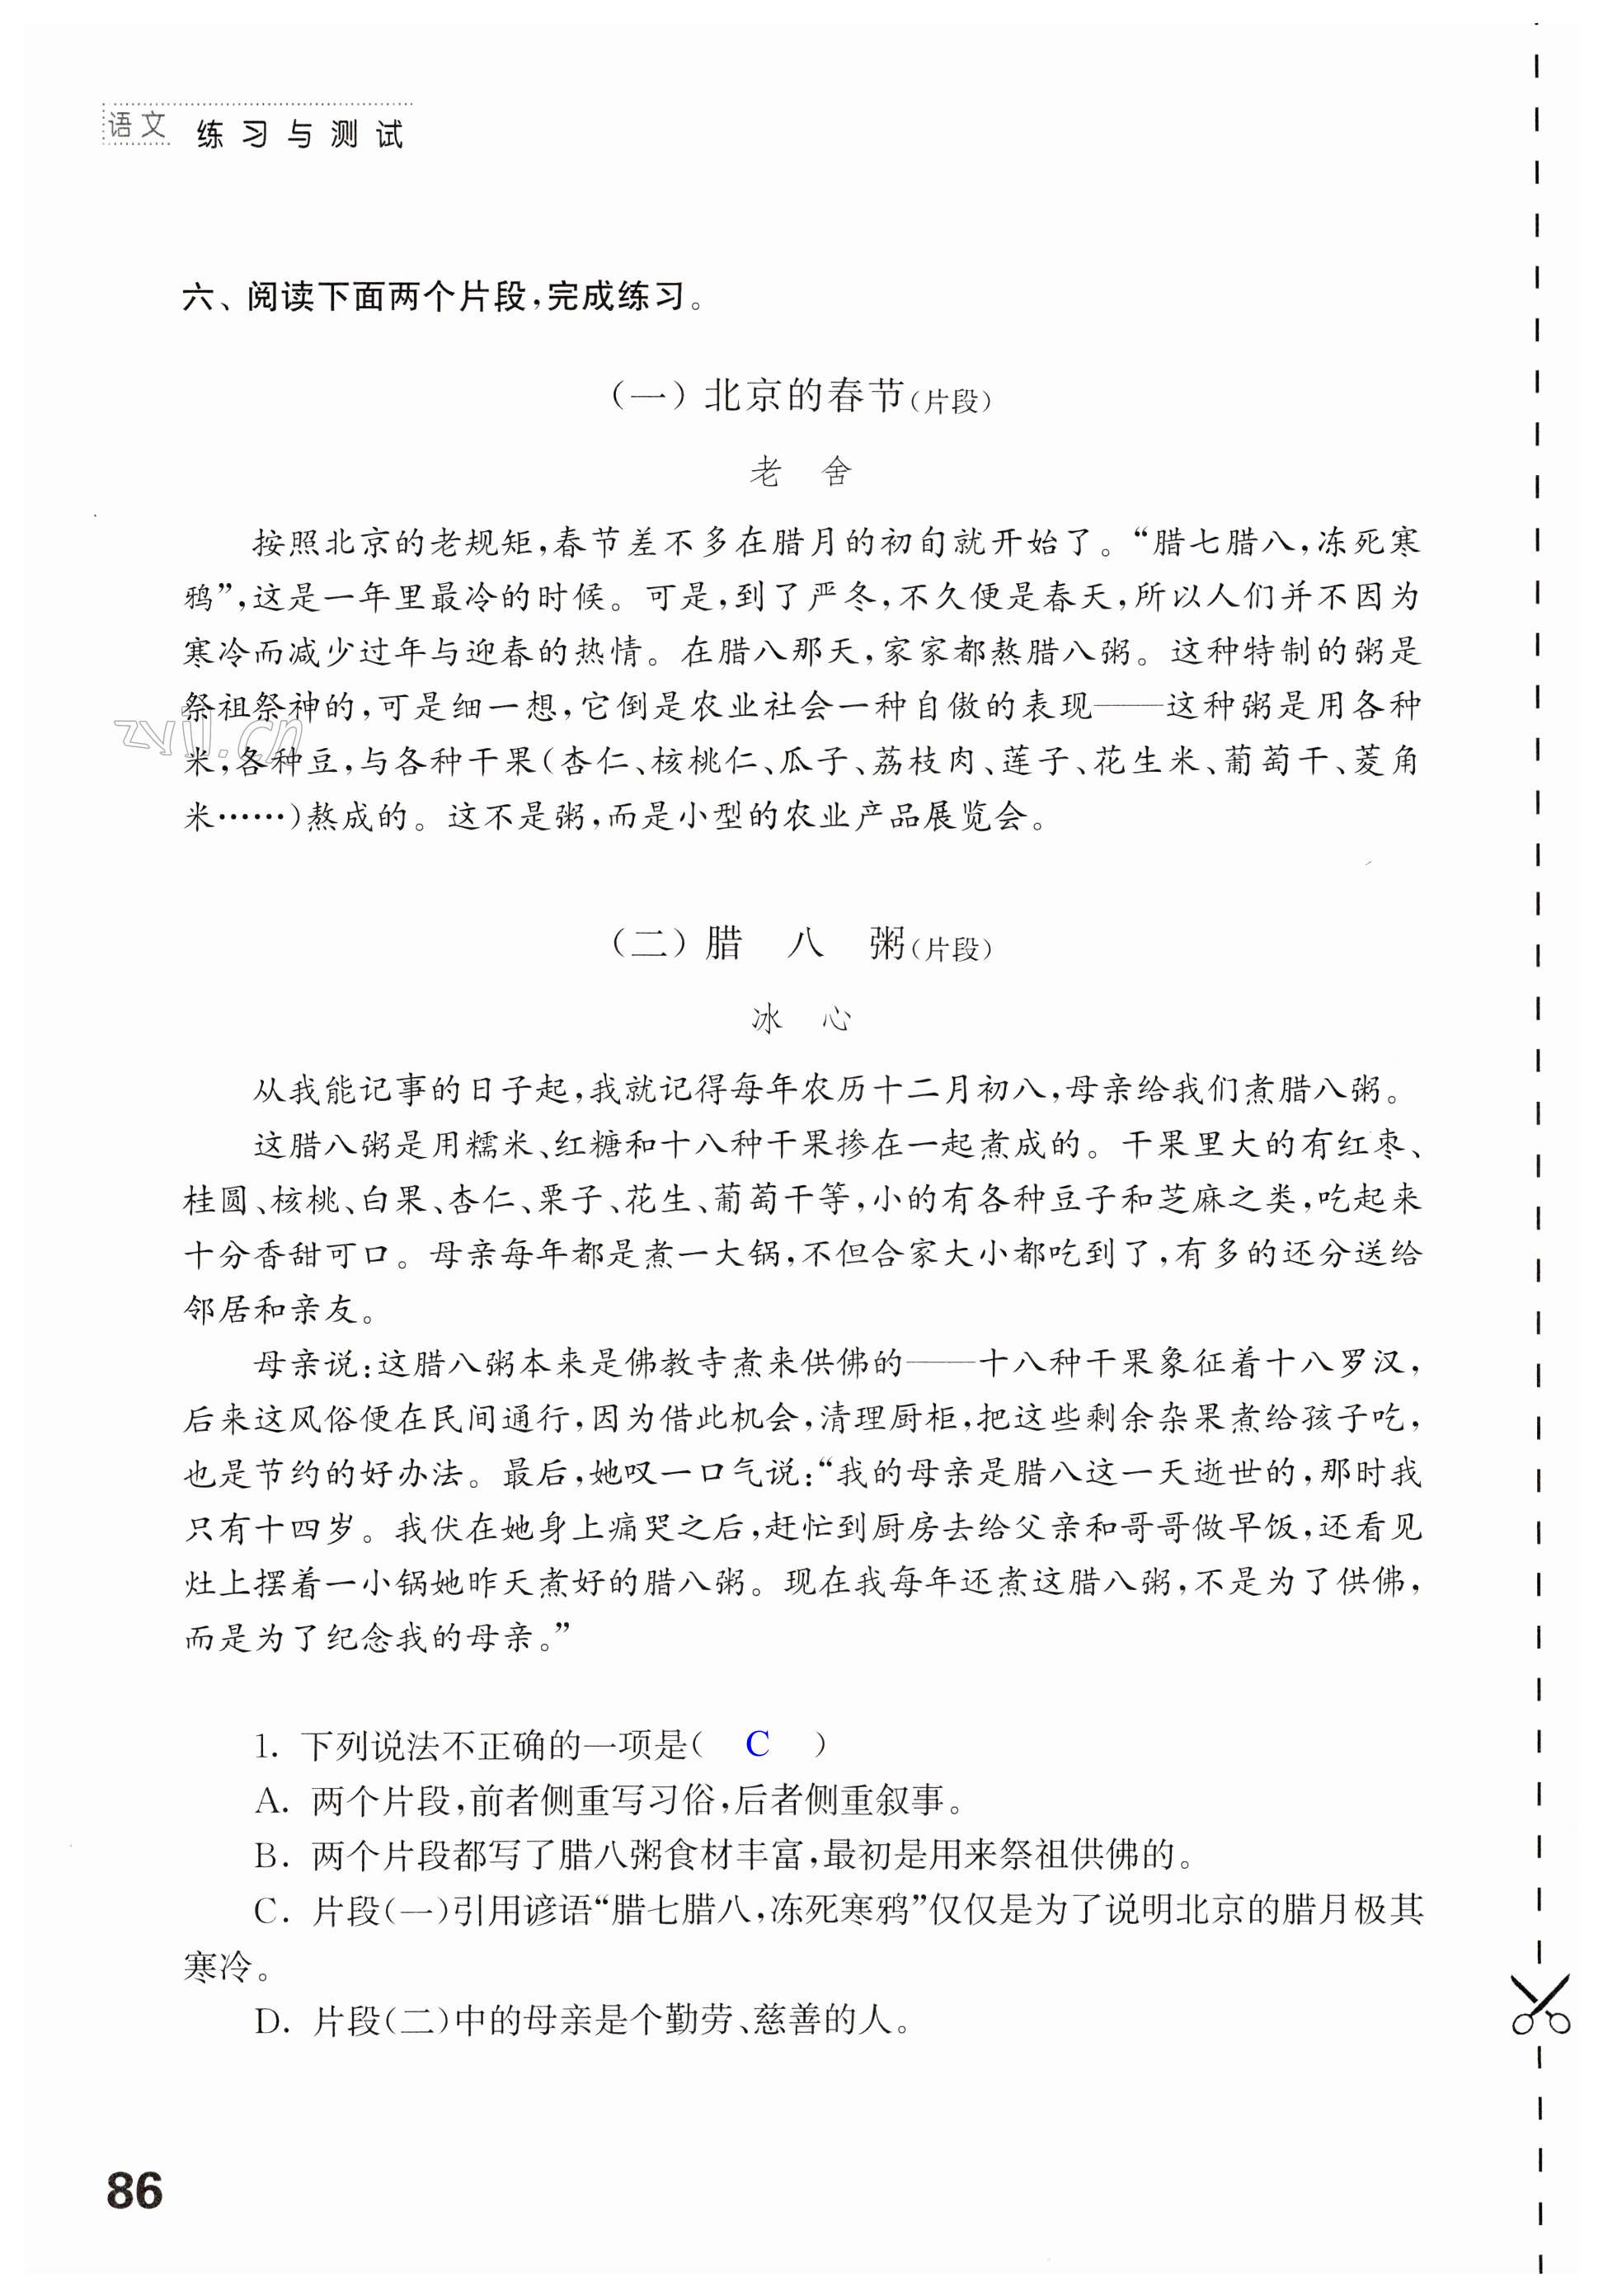 语文 练习与测试
六、阅读下面两个片段,完成练习。
(一)北京的春节(片段)
老 舍
按照北京的老规矩,春节差不多在腊月的初旬就开始了。“腊七腊八,冻死寒
鸦”,这是一年里最冷的时候。可是,到了严冬,不久便是春天,所以人们并不因为
寒冷而减少过年与迎春的热情。在腊八那天,家家都熬腊八粥。这种特制的粥是
祭祖祭神的,可是细一想,它倒是农业社会一种自傲的表现——这种粥是用各种
米,各种豆,与各种干果(杏仁、核桃仁、瓜子、荔枝肉、莲子、花生米、葡萄干、菱角
米……)熬成的。这不是粥,而是小型的农业产品展览会。
zyjl.cn
(二)腊 八 粥(片段)
冰 心
从我能记事的日子起,我就记得每年农历十二月初八,母亲给我们煮腊八粥。
这腊八粥是用糯米、红糖和十八种干果掺在一起煮成的。干果里大的有红枣、
桂圆、核桃、白果、杏仁、栗子、花生、葡萄干等,小的有各种豆子和芝麻之类,吃起来
十分香甜可口。母亲每年都是煮一大锅,不但合家大小都吃到了,有多的还分送给
邻居和亲友。
母亲说:这腊八粥本来是佛教寺煮来供佛的——十八种干果象征着十八罗汉,
后来这风俗便在民间通行,因为借此机会,清理厨柜,把这些剩余杂果煮给孩子吃,
也是节约的好办法。最后,她叹一口气说:“我的母亲是腊八这一天逝世的,那时我
只有十四岁。我伏在她身上痛哭之后,赶忙到厨房去给父亲和哥哥做早饭,还看见
灶上摆着一小锅她昨天煮好的腊八粥。现在我每年还煮这腊八粥,不是为了供佛,
而是为了纪念我的母亲。”
1. 下列说法不正确的一项是( C )
A. 两个片段,前者侧重写习俗,后者侧重叙事。
B. 两个片段都写了腊八粥食材丰富,最初是用来祭祖供佛的。
C. 片段(一)引用谚语“腊七腊八,冻死寒鸦”仅仅是为了说明北京的腊月极其
寒冷。
D. 片段(二)中的母亲是个勤劳、慈善的人。
86